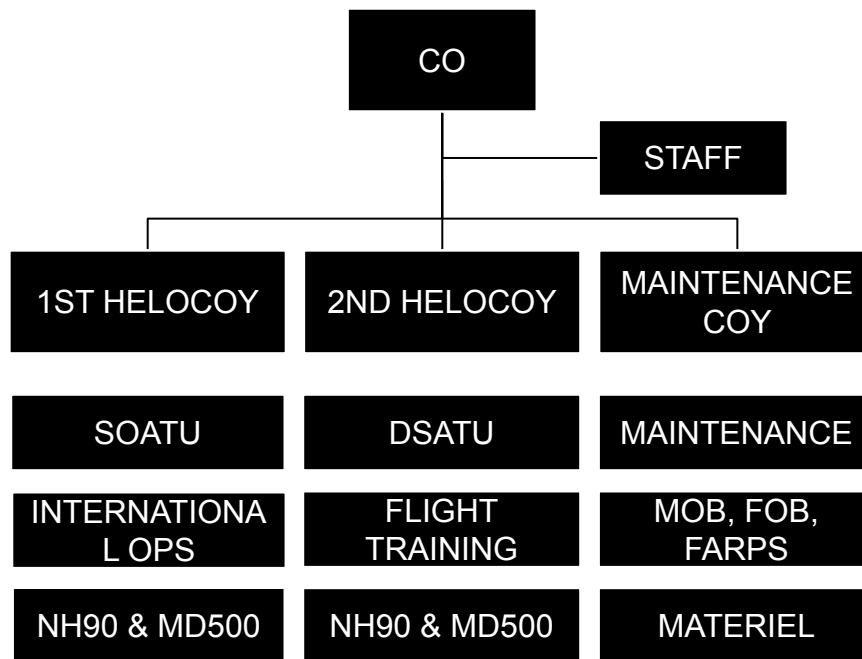 CO
STAFF
1ST HELOCOY
2ND HELOCOY
MAINTENANCE
COY
SOATU
DSATU
MAINTENANCE
INTERNATIONA
L OPS
FLIGHT
TRAINING
MOB, FOB,
FARPS
NH90 & MD500
NH90 & MD500
MATERIEL